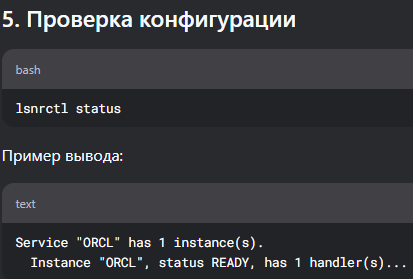 5. Проверка конфигурации
bash
lsnrctl status
Пример вывода:
text
Service "ORCL" has 1 instance(s).
  Instance "ORCL", status READY, has 1 handler(s)...